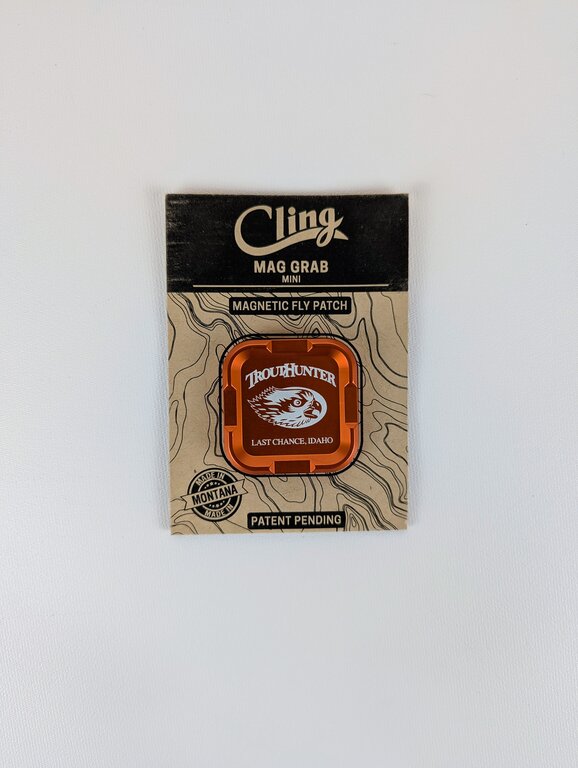 Cling
MAG GRAB
MINI
MAGNETIC FLY PATCH
TROUTHUNTER
LAST CHANCE, IDAHO
MADE IN
MONTANA
MADE IN
PATENT PENDING